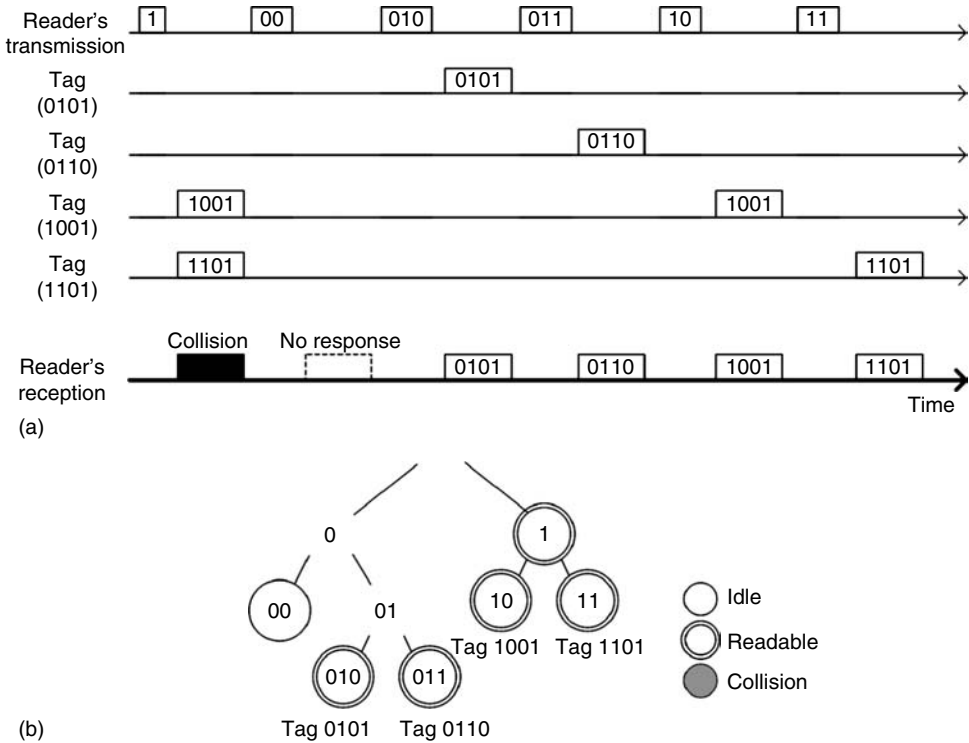 Reader's
transmission
1 00 010 011 10 11
Tag
(0101)
0101
Tag
(0110)
0110
Tag
(1001)
1001 1001
Tag
(1101)
1101 1101
Collision No response
Reader's
reception
0101 0110 1001 1101
Time
(a)
0 1
00 01 10 11
Tag 1001 Tag 1101
010 011
Tag 0101 Tag 0110
Idle
Readable
Collision
(b)